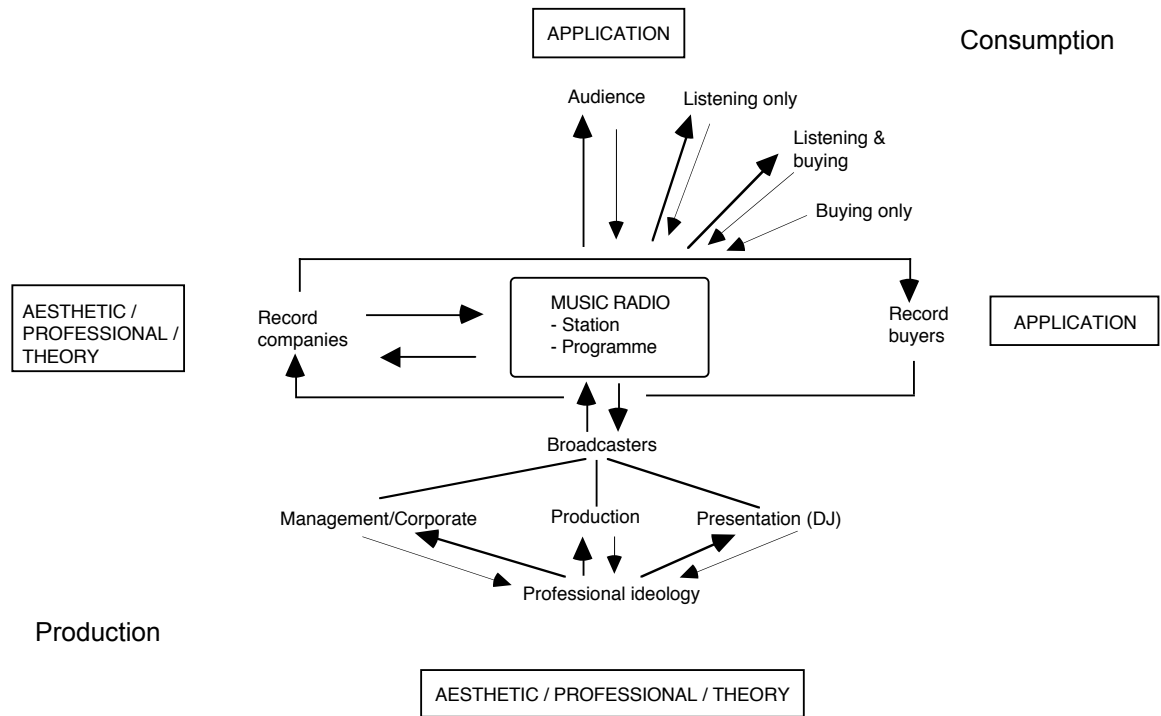 APPLICATION
Consumption
Audience
Listening only
Listening &
buying
Buying only
AESTHETIC /
PROFESSIONAL /
THEORY
Record
companies
MUSIC RADIO
- Station
- Programme
Record
buyers
APPLICATION
Broadcasters
Management/Corporate
Production
Presentation (DJ)
Professional ideology
Production
AESTHETIC / PROFESSIONAL / THEORY